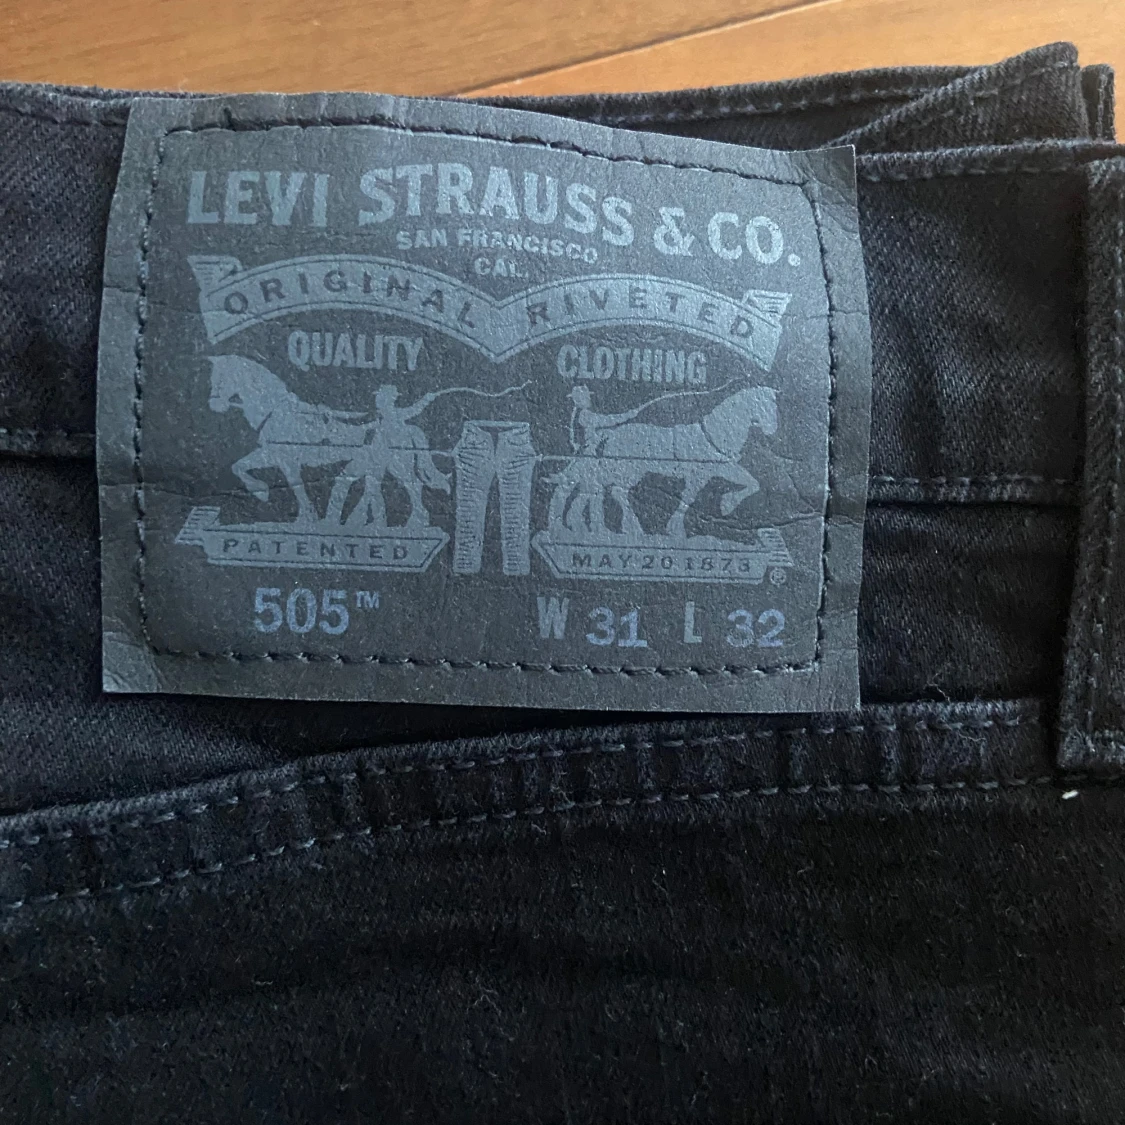 LEVI STRAUSS & CO.
SAN FRANCISCO
CAL.
ORIGINAL RIVETED
QUALITY CLOTHING
PATENTED MAY 20 1873 ®
505™ W 31 L 32